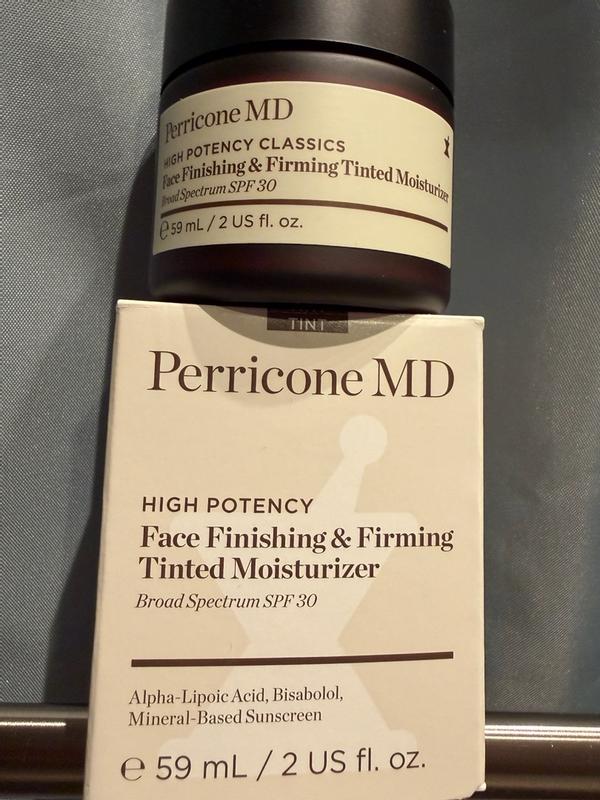 Perricone MD
HIGH POTENCY CLASSICS
Face Finishing & Firming Tinted Moisturizer
Broad Spectrum SPF 30
℮ 59 mL / 2 US fl. oz.
TINT
Perricone MD
HIGH POTENCY
Face Finishing & Firming
Tinted Moisturizer
Broad Spectrum SPF 30
Alpha-Lipoic Acid, Bisabolol,
Mineral-Based Sunscreen
℮ 59 mL / 2 US fl. oz.